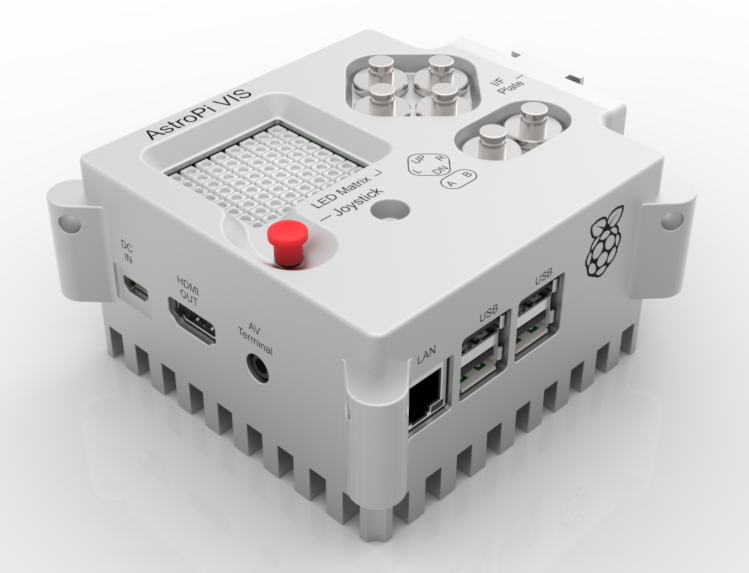 AstroPi VIS
I/F
Plate
UP
L R
DN
A B
LED Matrix
Joystick
DC
IN
HDMI
OUT
AV
Terminal
LAN
USB
USB